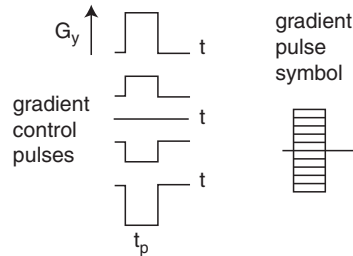 G_y
t
gradient
pulse
symbol
gradient
control
pulses
t
t
t_p